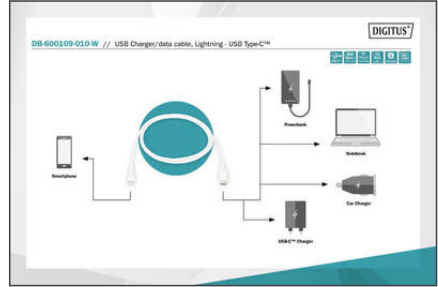 DIGITUS®
DB-600109-010-W // USB Charger/data cable, Lightning - USB Type-C™
Powerbank
Smartphone
Notebook
Car Charger
USB-C™ Charger